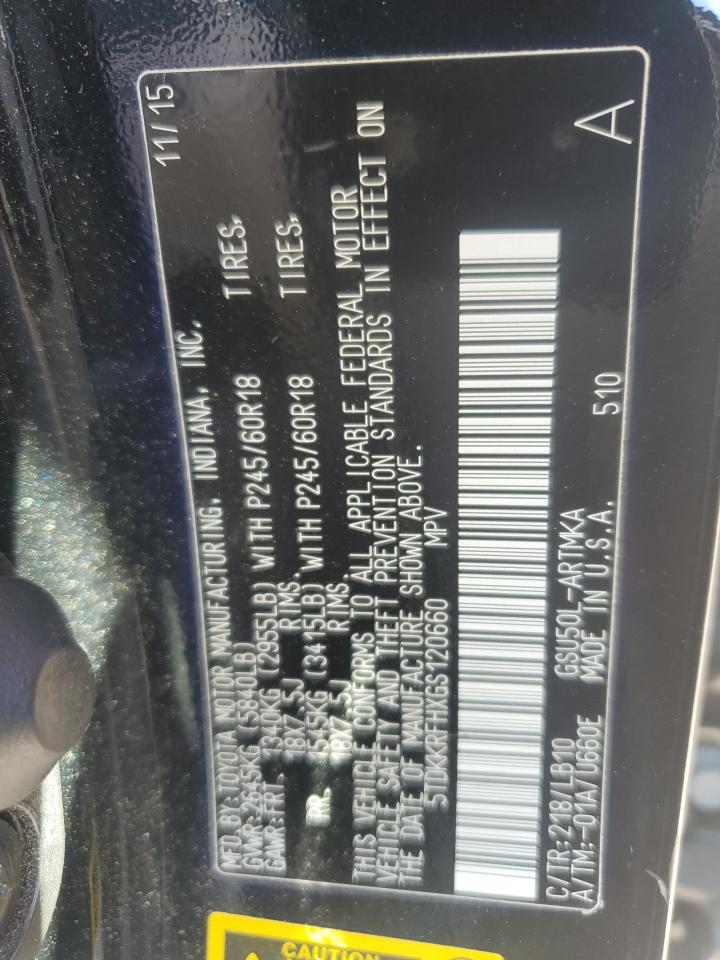 MFD.BY:TOYOTA MOTOR MANUFACTURING, INDIANA, INC. 11/15
GVWR:2645KG (5840LB)
GAWR:FRT. 1340KG (2955LB) WITH P245/60R18 TIRES,
18X7.5J RIMS.
RR. 1545KG (3415LB) WITH P245/60R18 TIRES,
18X7.5J RIMS.
THIS VEHICLE CONFORMS TO ALL APPLICABLE FEDERAL MOTOR
VEHICLE SAFETY AND THEFT PREVENTION STANDARDS IN EFFECT ON
THE DATE OF MANUFACTURE SHOWN ABOVE.
5TDKKRFHXGS120660 MPV
C/TR:218/LB10 GSU50L-ARTMKA
A/TM:-01A/U660E MADE IN U.S.A. 510 A
CAUTION